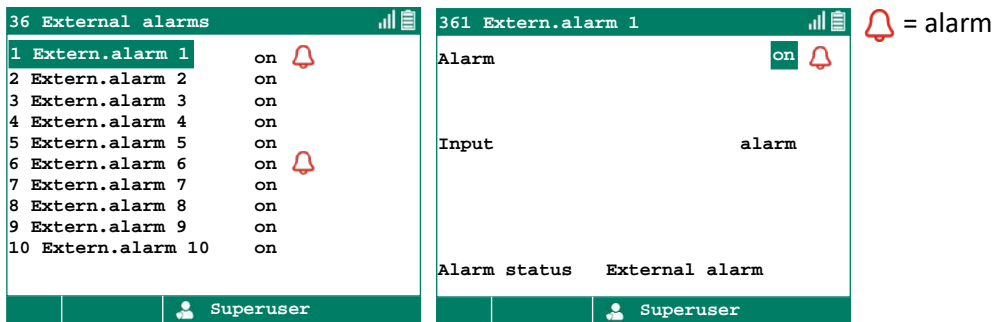 36 External alarms
1 Extern.alarm 1 on
2 Extern.alarm 2 on
3 Extern.alarm 3 on
4 Extern.alarm 4 on
5 Extern.alarm 5 on
6 Extern.alarm 6 on
7 Extern.alarm 7 on
8 Extern.alarm 8 on
9 Extern.alarm 9 on
10 Extern.alarm 10 on
Superuser
361 Extern.alarm 1
Alarm on
Input alarm
Alarm status External alarm
Superuser
= alarm